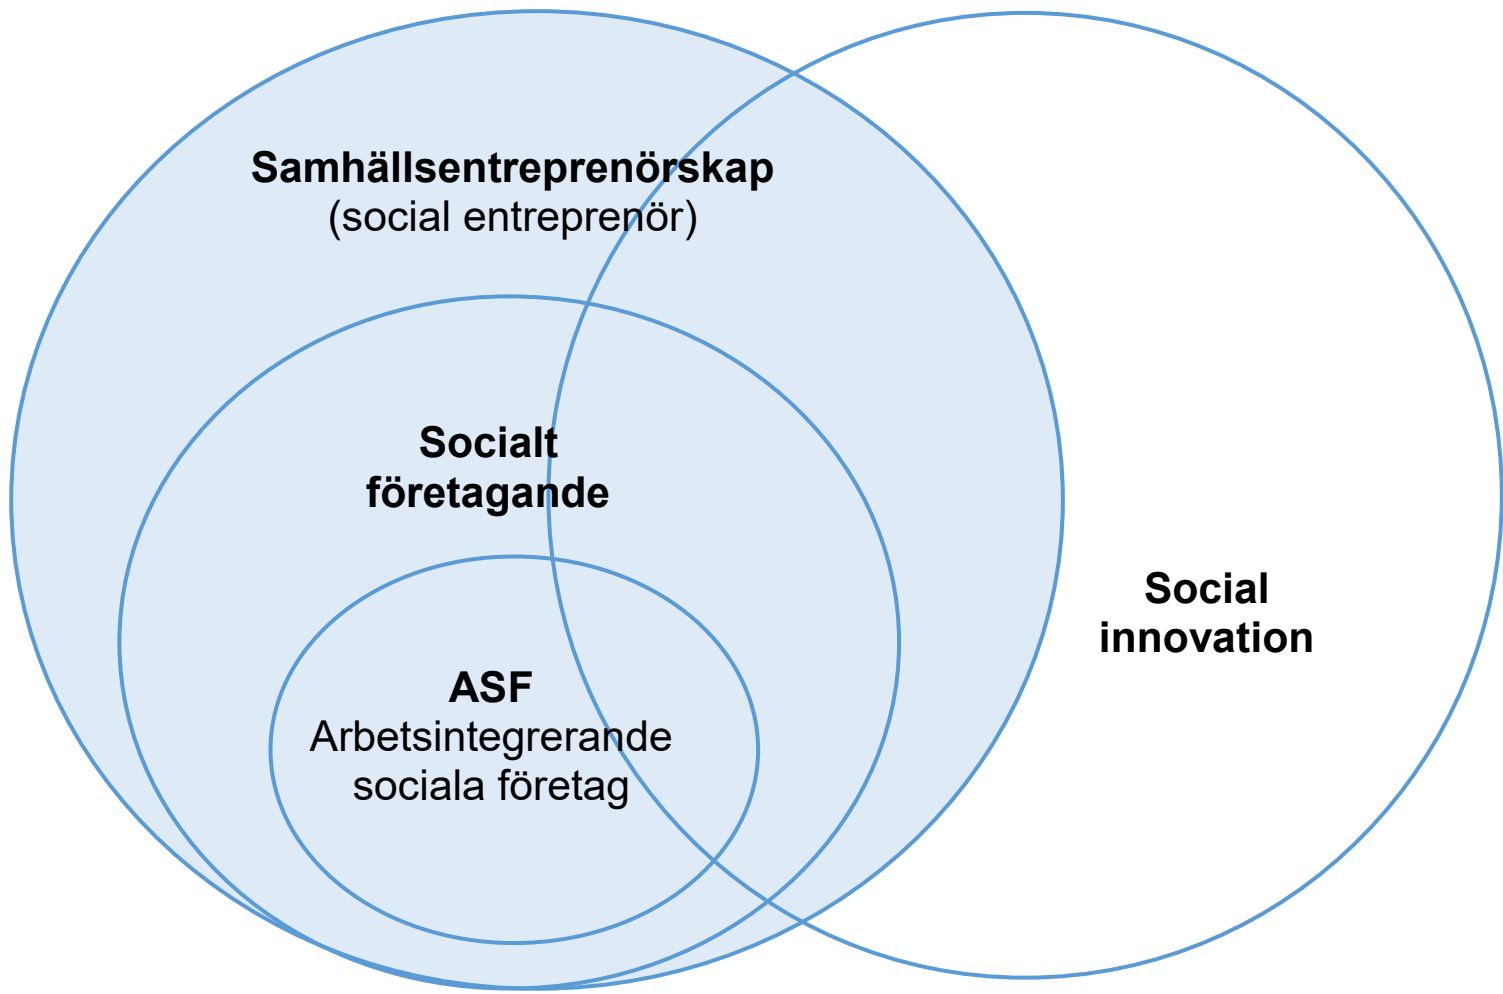 Samhällsentreprenörskap
(social entreprenör)
Socialt
företagande
Social
innovation
ASF
Arbetsintegrerande
sociala företag